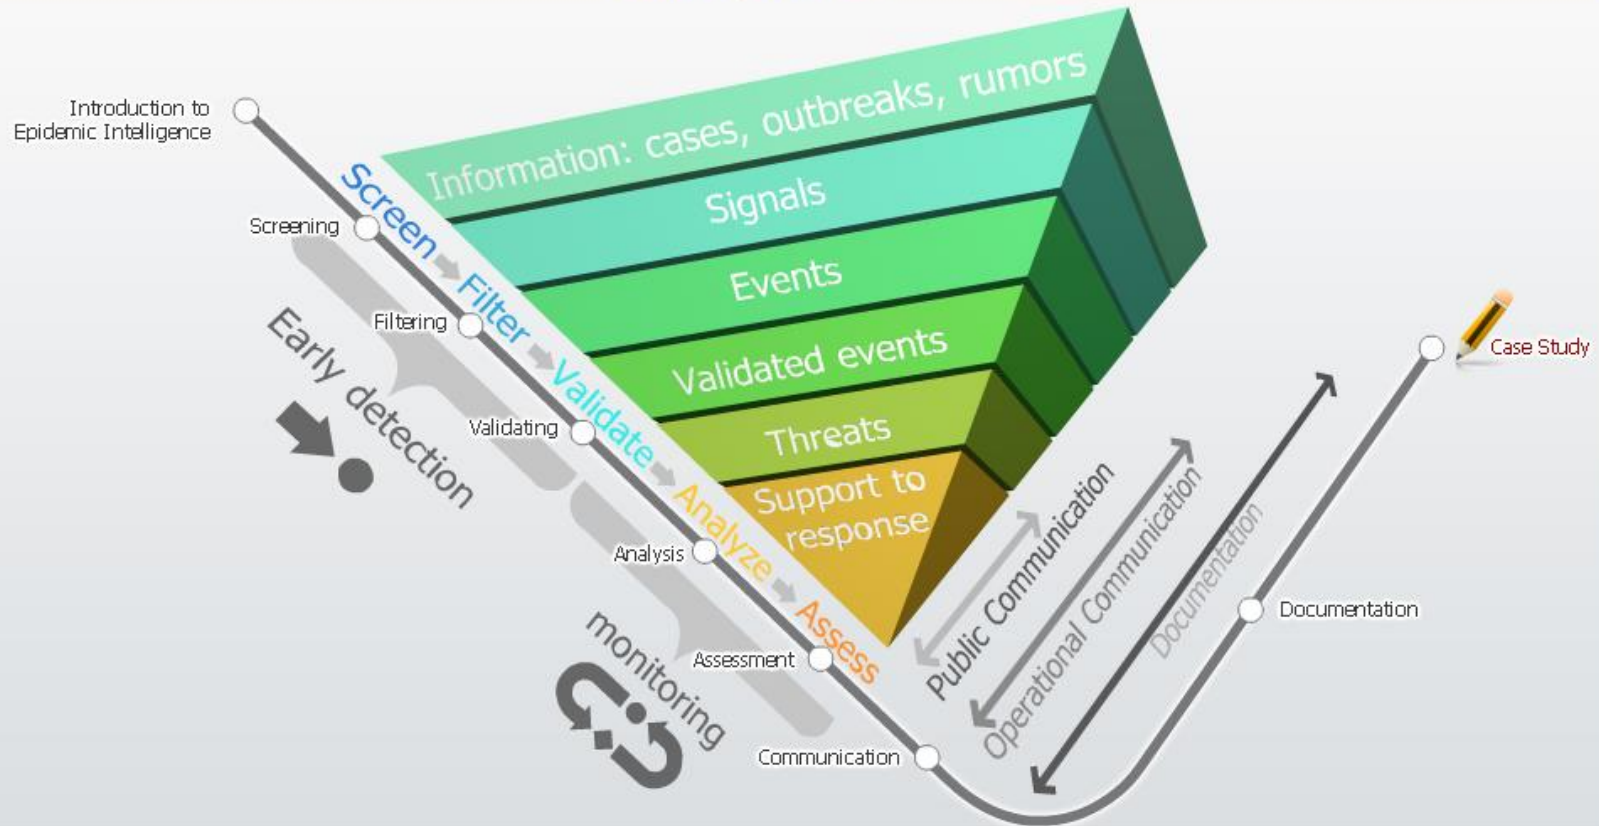 Introduction to
Epidemic Intelligence
Information: cases, outbreaks, rumors
Signals
Events
Validated events
Threats
Support to
response
Screen
Filter
Validate
Analyze
Assess
Screening
Filtering
Validating
Analysis
Assessment
Communication
Early detection
monitoring
Public Communication
Operational Communication
Documentation
Documentation
Case Study